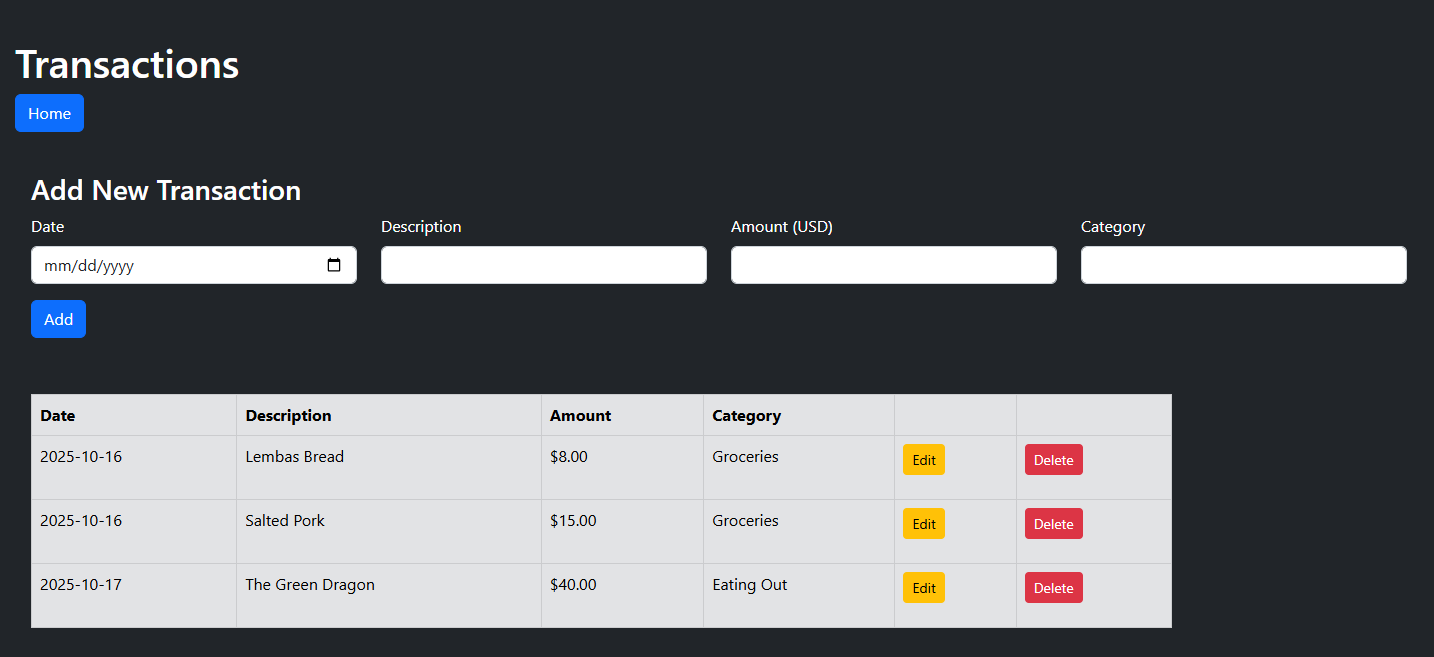 Transactions
Home
Add New Transaction
Date Description Amount (USD) Category
mm/dd/yyyy
Add
Date Description Amount Category
2025-10-16 Lembas Bread $8.00 Groceries Edit Delete
2025-10-16 Salted Pork $15.00 Groceries Edit Delete
2025-10-17 The Green Dragon $40.00 Eating Out Edit Delete